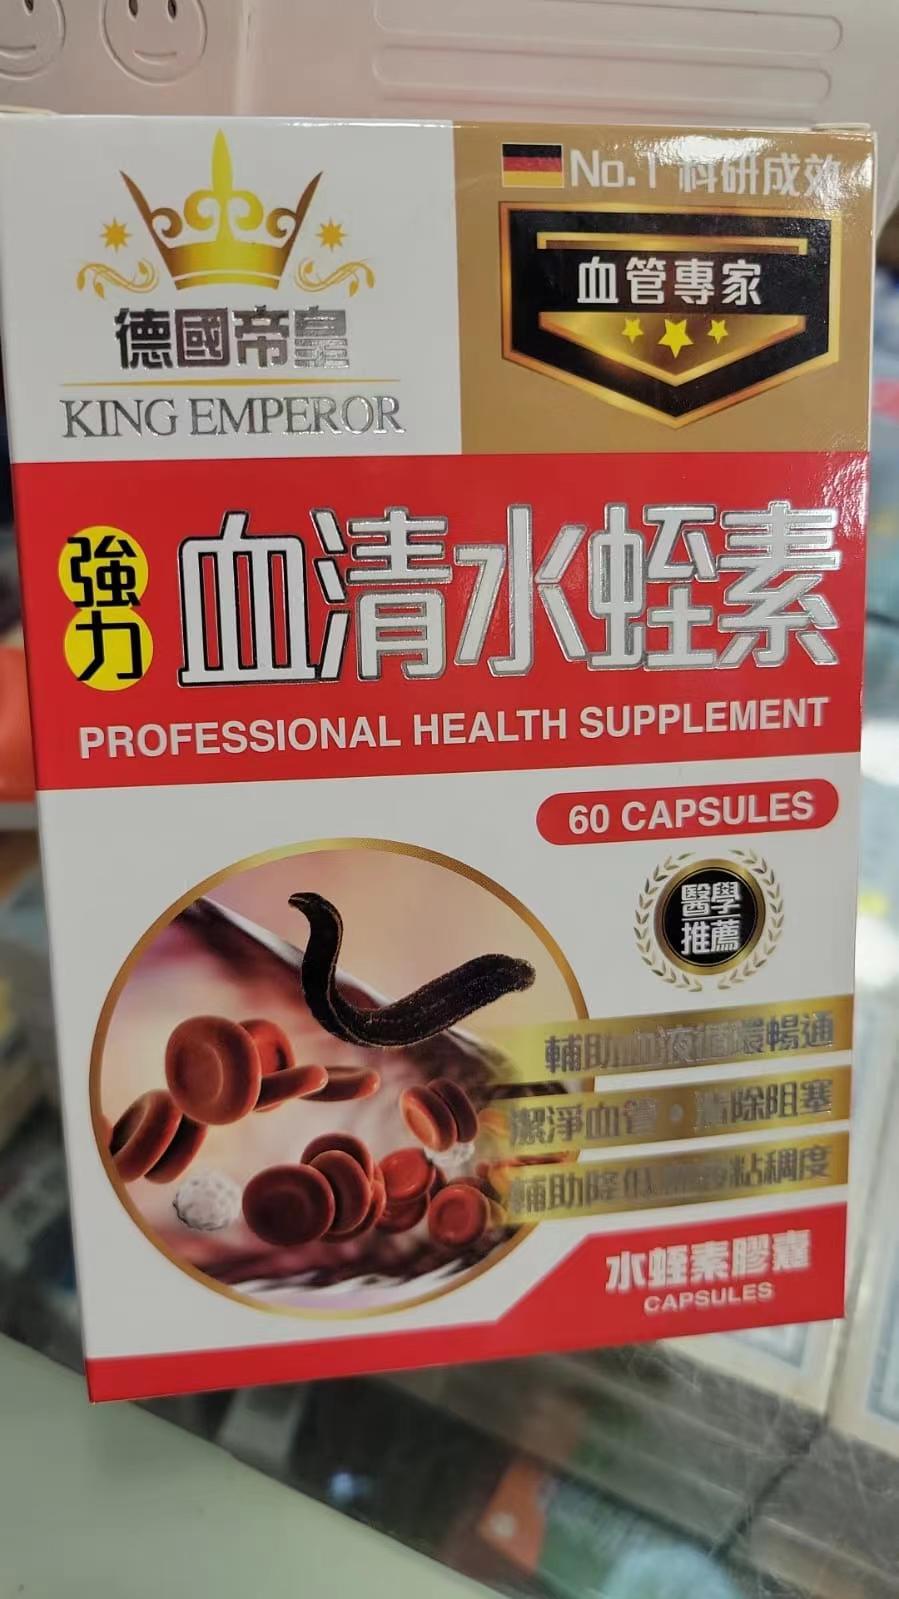 No.1 科研成效
血管專家
德國帝皇
KING EMPEROR
強力
血清水蛭素
PROFESSIONAL HEALTH SUPPLEMENT
60 CAPSULES
醫學
推薦
輔助血液循環暢通
潔淨血管・清除阻塞
輔助降低血液粘稠度
水蛭素膠囊
CAPSULES